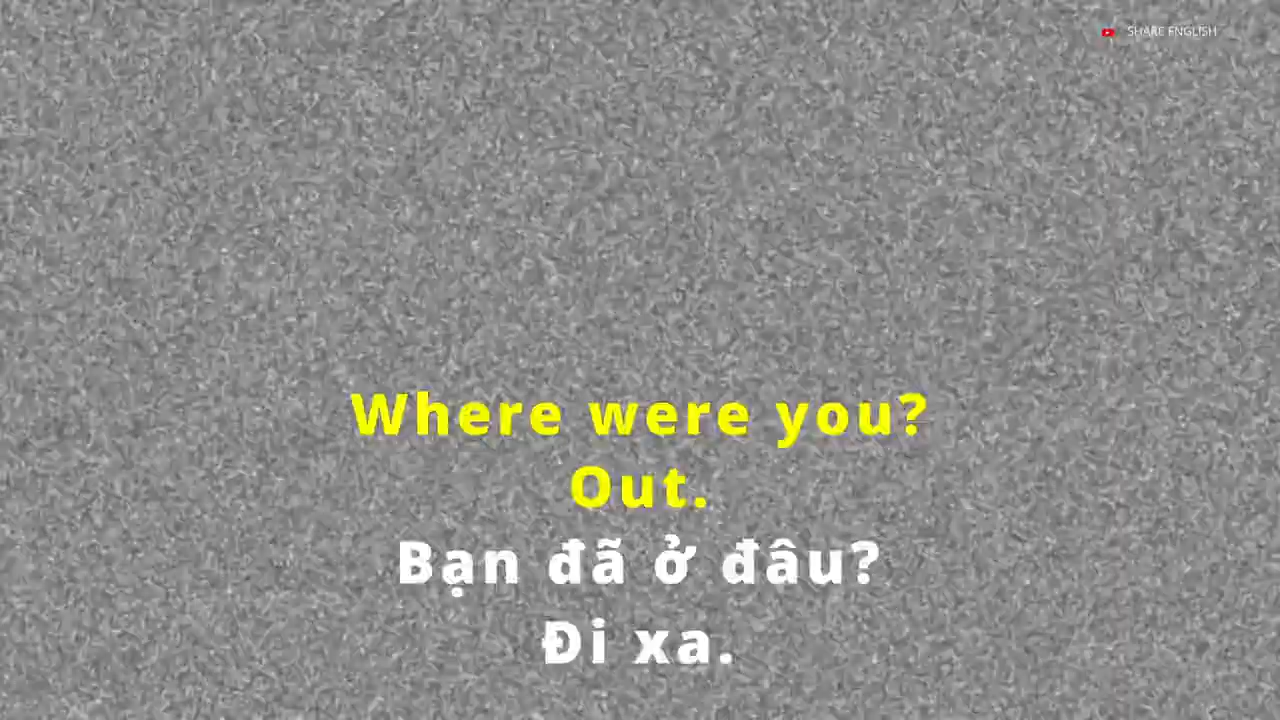 SHARE ENGLISH
Where were you?
Out.
Bạn đã ở đâu?
Đi xa.